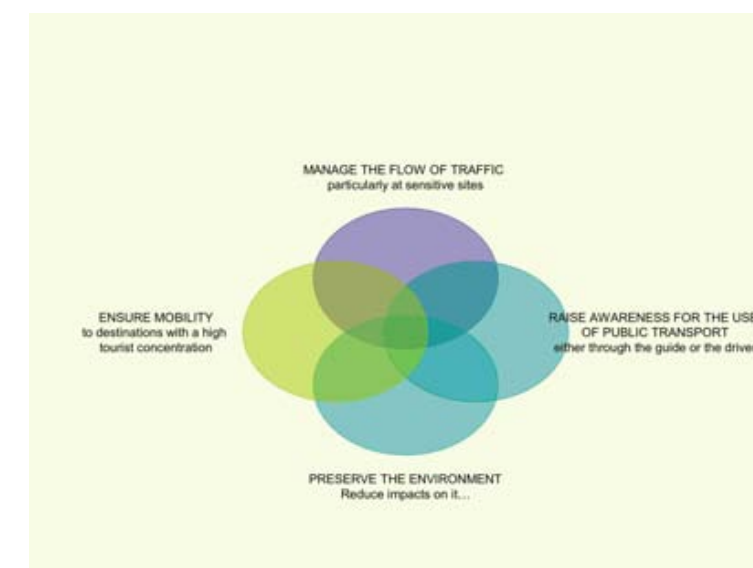 MANAGE THE FLOW OF TRAFFIC
particularly at sensitive sites
ENSURE MOBILITY
to destinations with a high
tourist concentration
RAISE AWARENESS FOR THE USE
OF PUBLIC TRANSPORT
either through the guide or the drive
PRESERVE THE ENVIRONMENT
Reduce impacts on it...